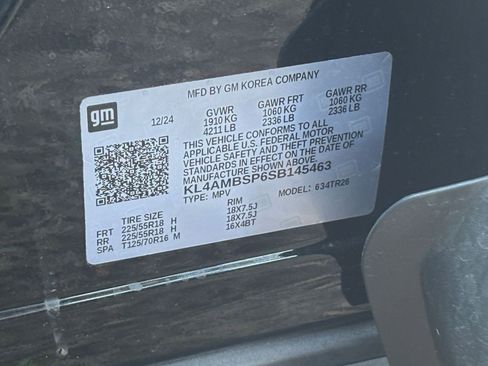 MFD BY GM KOREA COMPANY
gm
12/24
GVWR GAWR FRT GAWR RR
1910 KG 1060 KG 1060 KG
4211 LB 2336 LB 2336 LB
THIS VEHICLE CONFORMS TO ALL
APPLICABLE U.S. FEDERAL MOTOR
VEHICLE SAFETY AND THEFT PREVENTION
STANDARDS IN EFFECT ON THE DATE OF
MANUFACTURE SHOWN ABOVE.
KL4AMBSP6SB145463
TYPE: MPV MODEL: 634TR26
TIRE SIZE RIM
FRT 225/55R18 H 18X7.5J
RR 225/55R18 H 18X7.5J
SPA T125/70R16 M 16X4BT